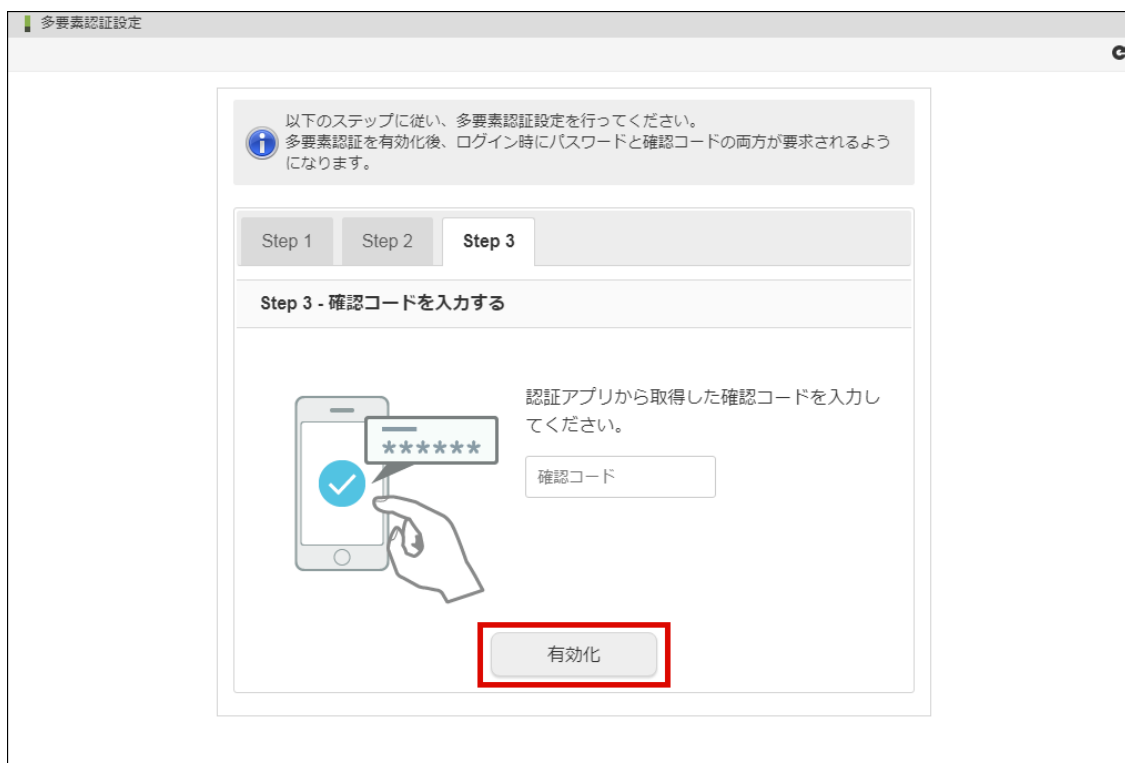 多要素認証設定
以下のステップに従い、多要素認証設定を行ってください。
多要素認証を有効化後、ログイン時にパスワードと確認コードの両方が要求されるよう
になります。
Step 1 Step 2 Step 3
Step 3 - 確認コードを入力する
認証アプリから取得した確認コードを入力し
てください。
******
確認コード
有効化